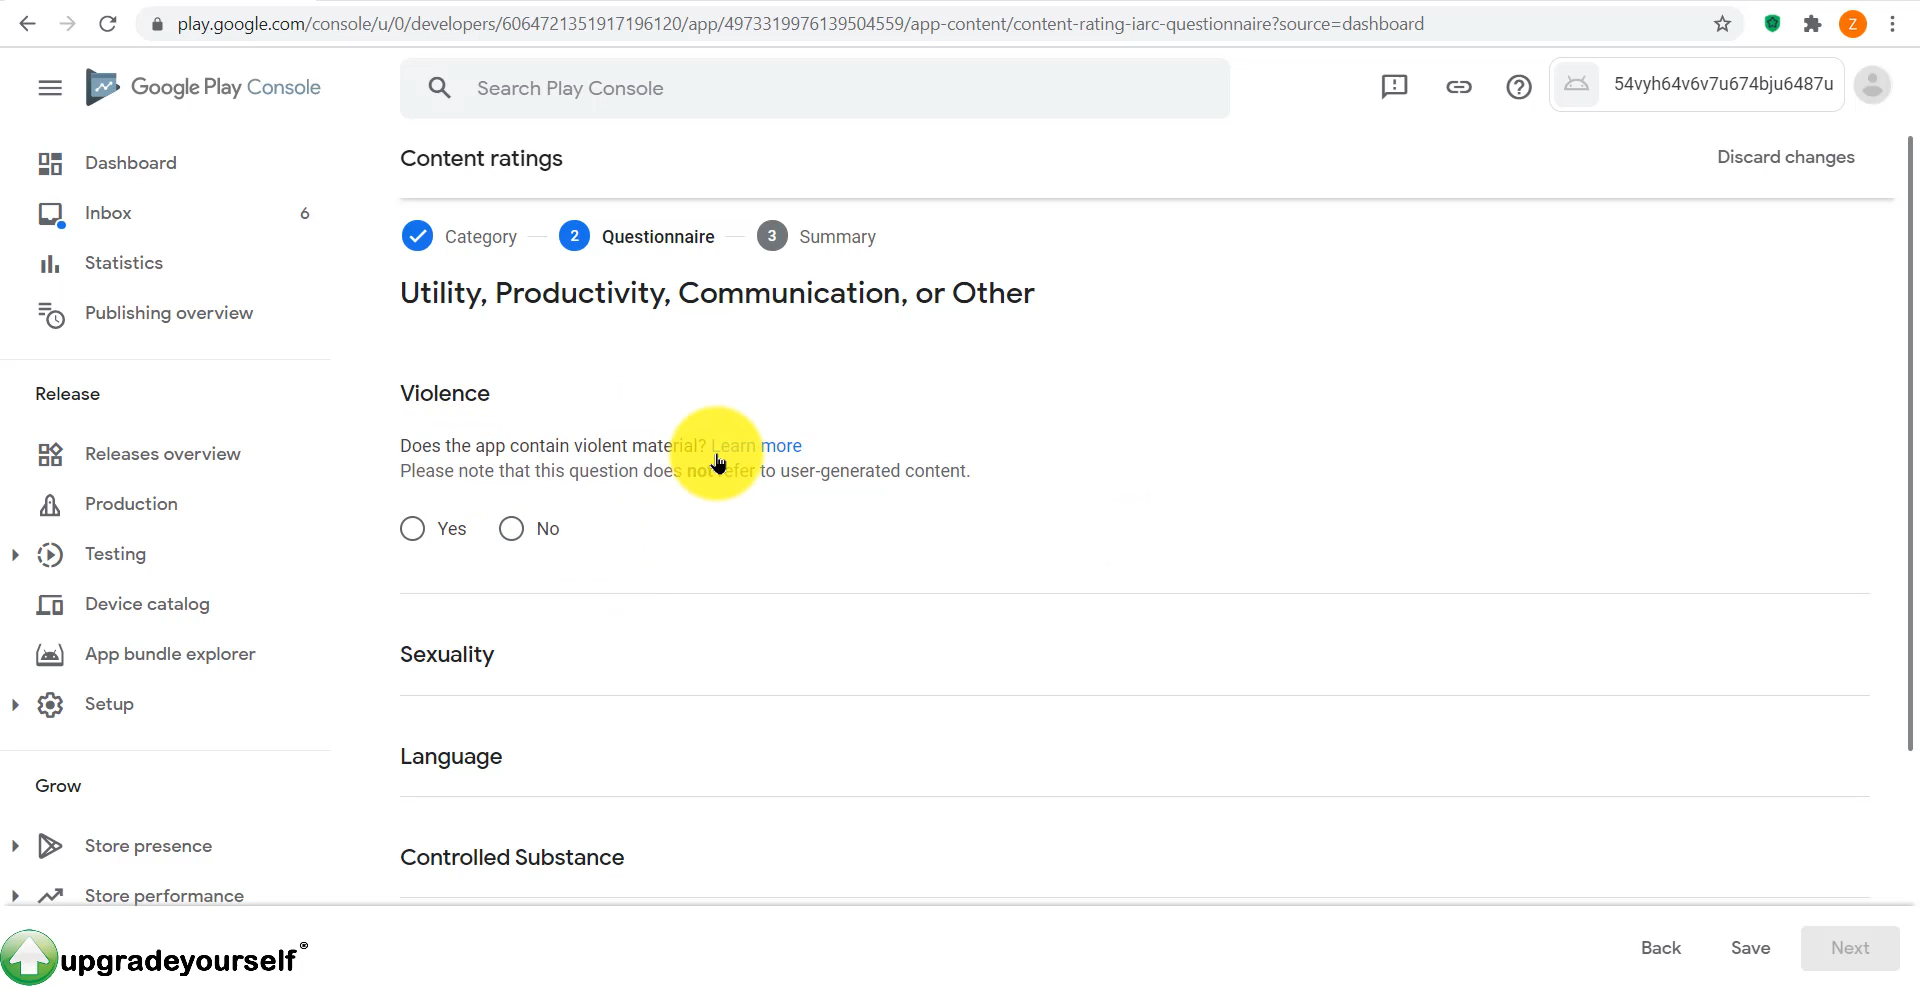 play.google.com/console/u/0/developers/6064721351917196120/app/4973319976139504559/app-content/content-rating-iarc-questionnaire?source=dashboard
Z
Google Play Console
Search Play Console
54vyh64v6v7u674bju6487u
Dashboard
Inbox 6
Statistics
Publishing overview
Release
Releases overview
Production
Testing
Device catalog
App bundle explorer
Setup
Grow
Store presence
Store performance
Content ratings
Discard changes
Category 2 Questionnaire 3 Summary
Utility, Productivity, Communication, or Other
Violence
Does the app contain violent material? Learn more
Please note that this question does not refer to user-generated content.
Yes No
Sexuality
Language
Controlled Substance
upgradeyourself®
Back Save Next